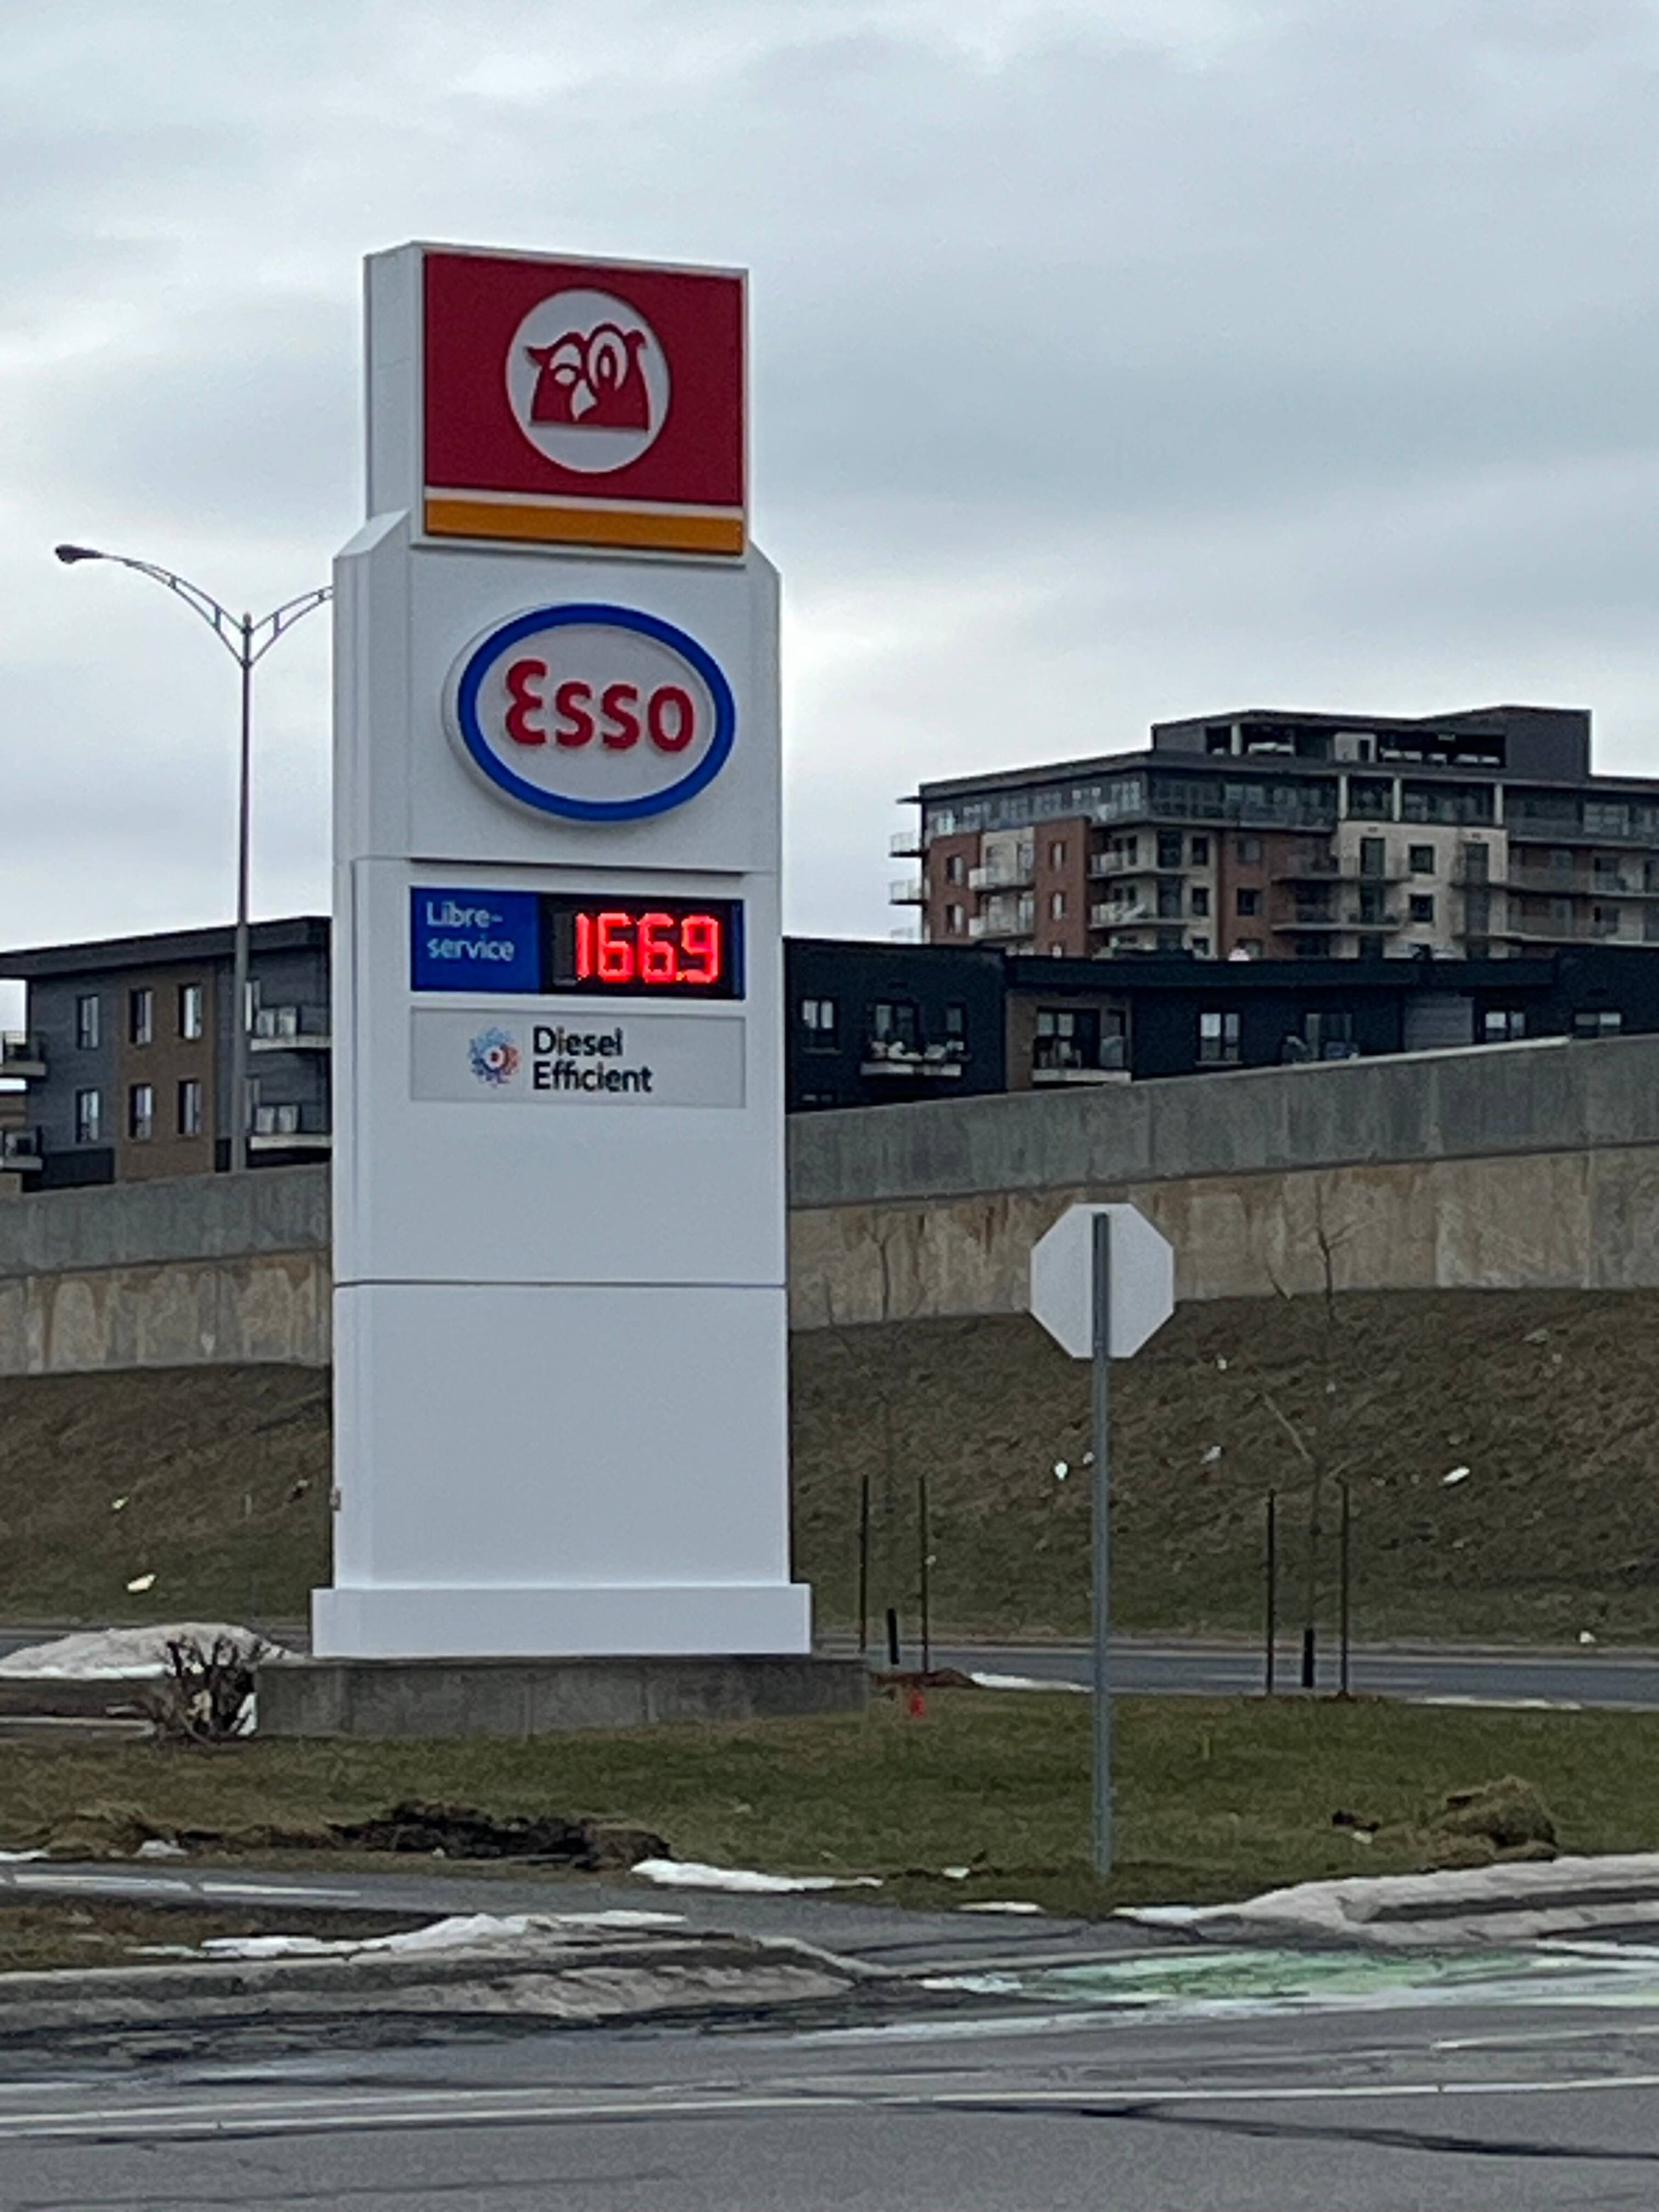 Esso
Libre-
service
166.9
Diesel
Efficient